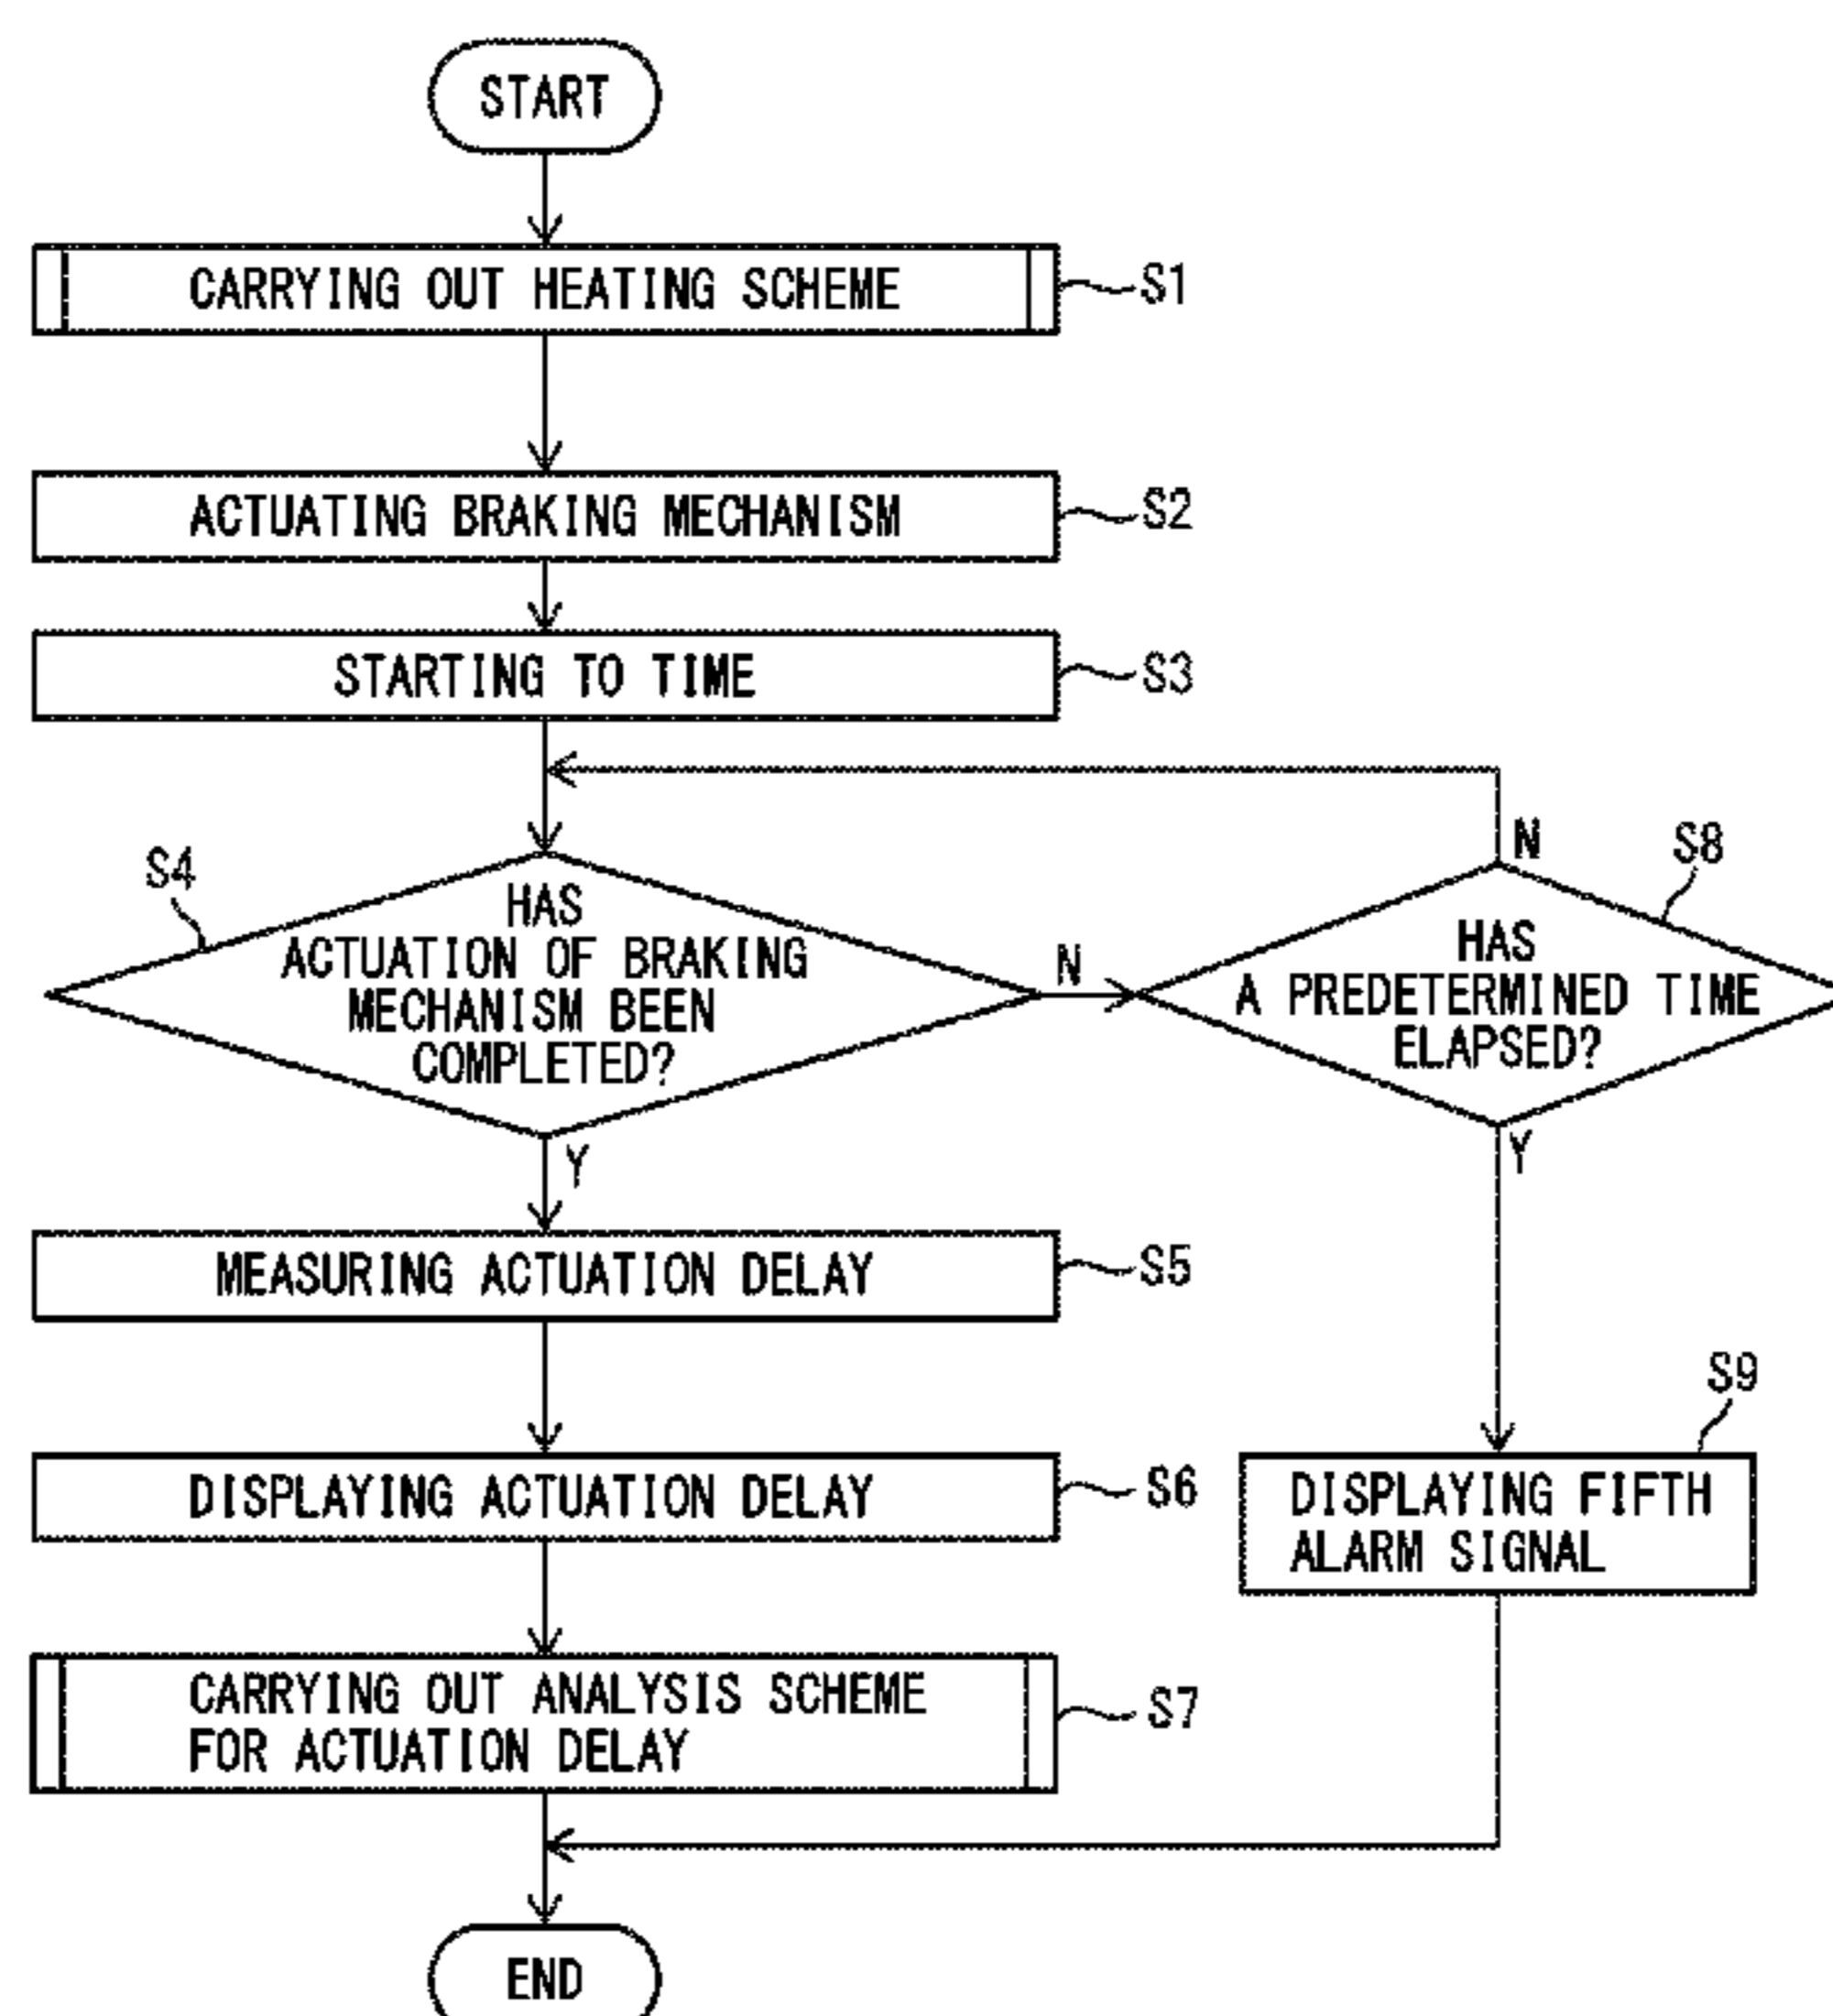 START
CARRYING OUT HEATING SCHEME
S1
ACTUATING BRAKING MECHANISM
S2
STARTING TO TIME
S3
S4
HAS
ACTUATION OF BRAKING
MECHANISM BEEN
COMPLETED?
N
Y
S8
N
HAS
A PREDETERMINED TIME
ELAPSED?
Y
MEASURING ACTUATION DELAY
S5
DISPLAYING ACTUATION DELAY
S6
S9
DISPLAYING FIFTH
ALARM SIGNAL
CARRYING OUT ANALYSIS SCHEME
FOR ACTUATION DELAY
S7
END